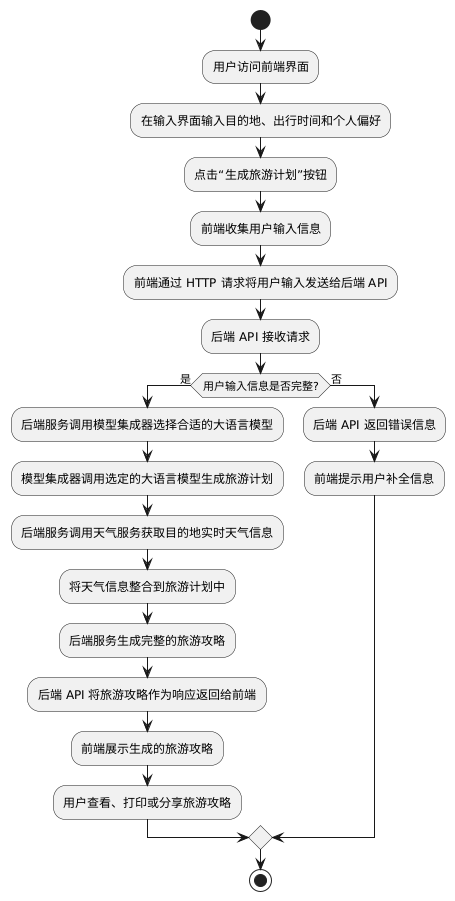 用户访问前端界面
在输入界面输入目的地、出行时间和个人偏好
点击“生成旅游计划”按钮
前端收集用户输入信息
前端通过 HTTP 请求将用户输入发送给后端 API
后端 API 接收请求
用户输入信息是否完整?
是
否
后端服务调用模型集成器选择合适的大语言模型
模型集成器调用选定的大语言模型生成旅游计划
后端服务调用天气服务获取目的地实时天气信息
将天气信息整合到旅游计划中
后端服务生成完整的旅游攻略
后端 API 将旅游攻略作为响应返回给前端
前端展示生成的旅游攻略
用户查看、打印或分享旅游攻略
后端 API 返回错误信息
前端提示用户补全信息